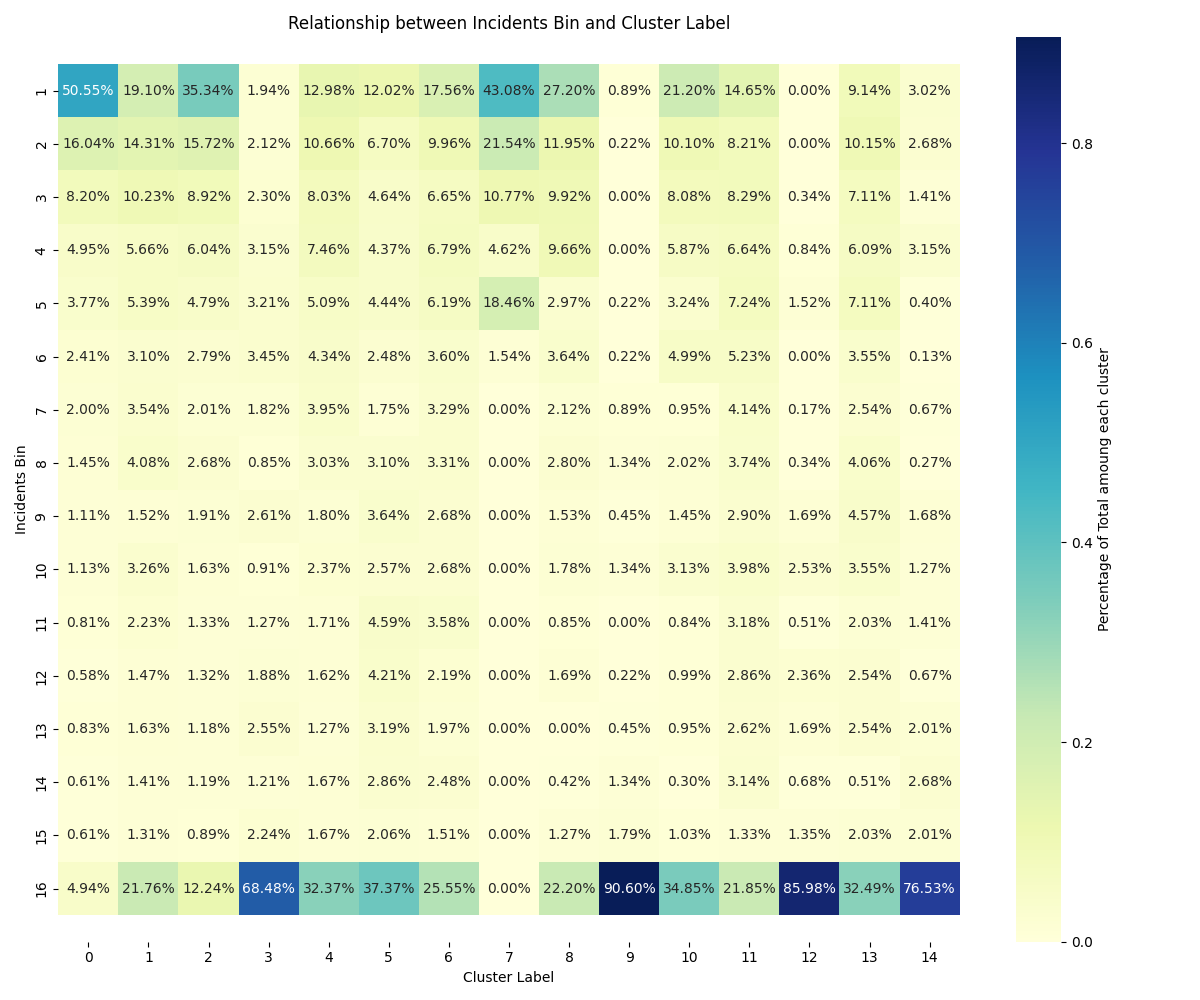 Relationship between Incidents Bin and Cluster Label
1 50.55% 19.10% 35.34% 1.94% 12.98% 12.02% 17.56% 43.08% 27.20% 0.89% 21.20% 14.65% 0.00% 9.14% 3.02%
2 16.04% 14.31% 15.72% 2.12% 10.66% 6.70% 9.96% 21.54% 11.95% 0.22% 10.10% 8.21% 0.00% 10.15% 2.68%
3 8.20% 10.23% 8.92% 2.30% 8.03% 4.64% 6.65% 10.77% 9.92% 0.00% 8.08% 8.29% 0.34% 7.11% 1.41%
4 4.95% 5.66% 6.04% 3.15% 7.46% 4.37% 6.79% 4.62% 9.66% 0.00% 5.87% 6.64% 0.84% 6.09% 3.15%
5 3.77% 5.39% 4.79% 3.21% 5.09% 4.44% 6.19% 18.46% 2.97% 0.22% 3.24% 7.24% 1.52% 7.11% 0.40%
6 2.41% 3.10% 2.79% 3.45% 4.34% 2.48% 3.60% 1.54% 3.64% 0.22% 4.99% 5.23% 0.00% 3.55% 0.13%
7 2.00% 3.54% 2.01% 1.82% 3.95% 1.75% 3.29% 0.00% 2.12% 0.89% 0.95% 4.14% 0.17% 2.54% 0.67%
8 1.45% 4.08% 2.68% 0.85% 3.03% 3.10% 3.31% 0.00% 2.80% 1.34% 2.02% 3.74% 0.34% 4.06% 0.27%
9 1.11% 1.52% 1.91% 2.61% 1.80% 3.64% 2.68% 0.00% 1.53% 0.45% 1.45% 2.90% 1.69% 4.57% 1.68%
10 1.13% 3.26% 1.63% 0.91% 2.37% 2.57% 2.68% 0.00% 1.78% 1.34% 3.13% 3.98% 2.53% 3.55% 1.27%
11 0.81% 2.23% 1.33% 1.27% 1.71% 4.59% 3.58% 0.00% 0.85% 0.00% 0.84% 3.18% 0.51% 2.03% 1.41%
12 0.58% 1.47% 1.32% 1.88% 1.62% 4.21% 2.19% 0.00% 1.69% 0.22% 0.99% 2.86% 2.36% 2.54% 0.67%
13 0.83% 1.63% 1.18% 2.55% 1.27% 3.19% 1.97% 0.00% 0.00% 0.45% 0.95% 2.62% 1.69% 2.54% 2.01%
14 0.61% 1.41% 1.19% 1.21% 1.67% 2.86% 2.48% 0.00% 0.42% 1.34% 0.30% 3.14% 0.68% 0.51% 2.68%
15 0.61% 1.31% 0.89% 2.24% 1.67% 2.06% 1.51% 0.00% 1.27% 1.79% 1.03% 1.33% 1.35% 2.03% 2.01%
16 4.94% 21.76% 12.24% 68.48% 32.37% 37.37% 25.55% 0.00% 22.20% 90.60% 34.85% 21.85% 85.98% 32.49% 76.53%
0 1 2 3 4 5 6 7 8 9 10 11 12 13 14
Cluster Label
Incidents Bin
0.8
0.6
0.4
0.2
0.0
Percentage of Total amoung each cluster